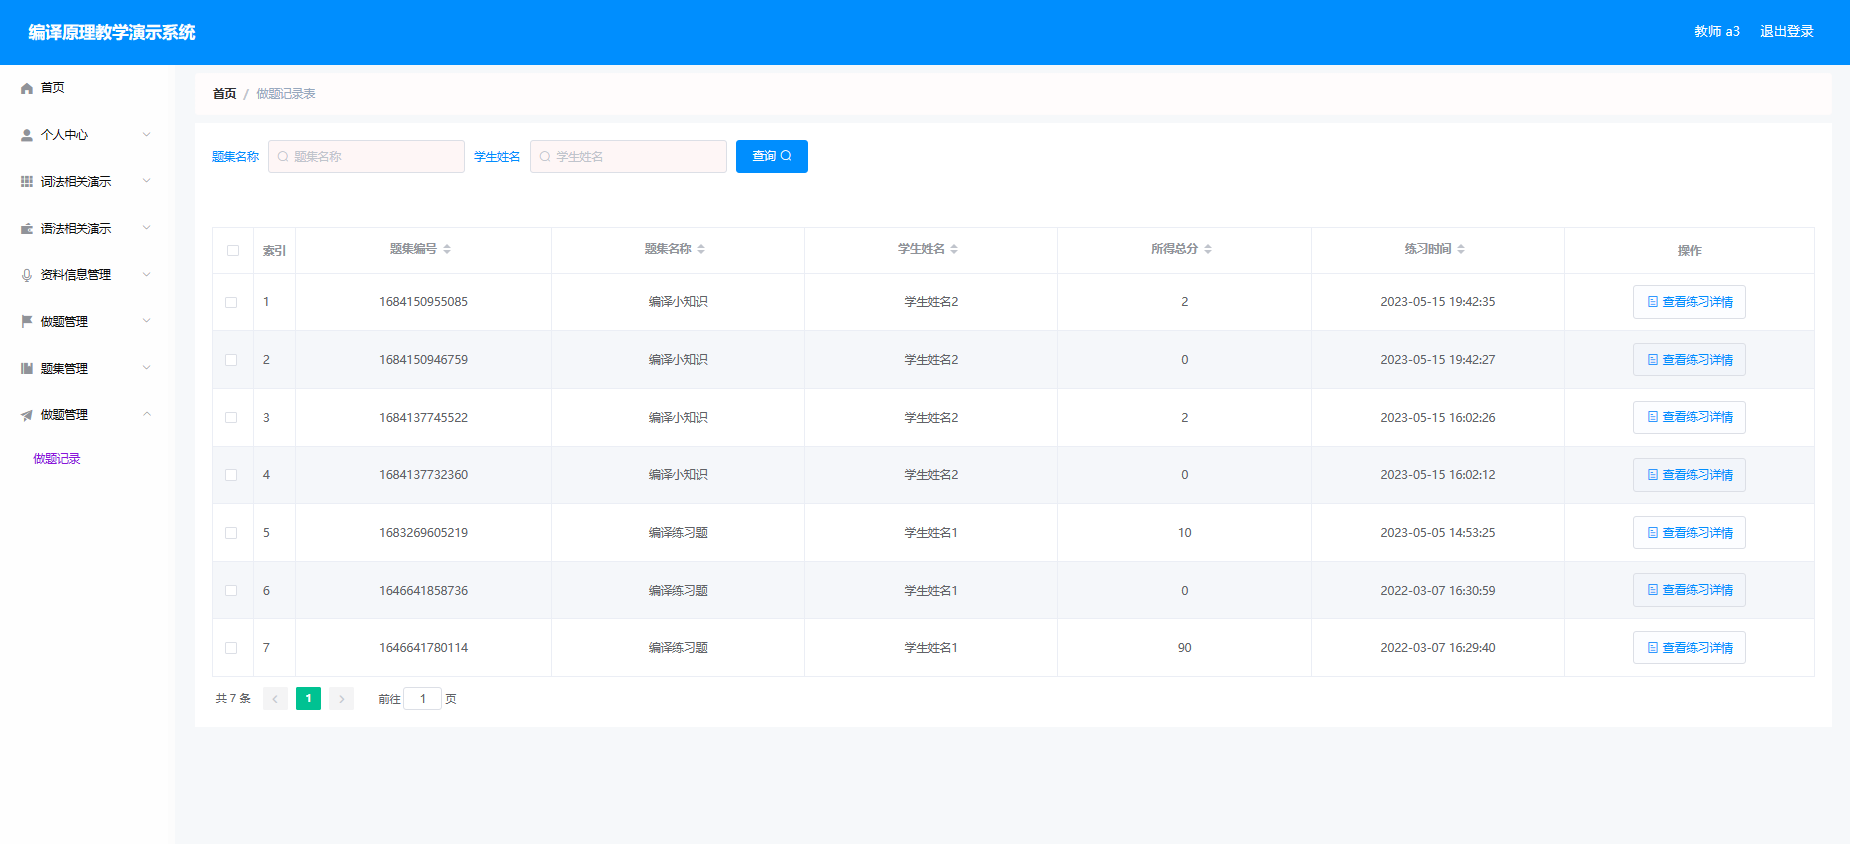 编译原理教学演示系统
教师 a3 退出登录
首页
个人中心
词法相关演示
语法相关演示
资料信息管理
做题管理
题集管理
做题管理
做题记录
首页 / 做题记录表
题集名称 题集名称 学生姓名 学生姓名 查询
索引 题集编号 题集名称 学生姓名 所得总分 练习时间 操作
1 1684150955085 编译小知识 学生姓名2 2 2023-05-15 19:42:35 查看练习详情
2 1684150946759 编译小知识 学生姓名2 0 2023-05-15 19:42:27 查看练习详情
3 1684137745522 编译小知识 学生姓名2 2 2023-05-15 16:02:26 查看练习详情
4 1684137732360 编译小知识 学生姓名2 0 2023-05-15 16:02:12 查看练习详情
5 1683269605219 编译练习题 学生姓名1 10 2023-05-05 14:53:25 查看练习详情
6 1646641858736 编译练习题 学生姓名1 0 2022-03-07 16:30:59 查看练习详情
7 1646641780114 编译练习题 学生姓名1 90 2022-03-07 16:29:40 查看练习详情
共 7 条 1 前往 1 页